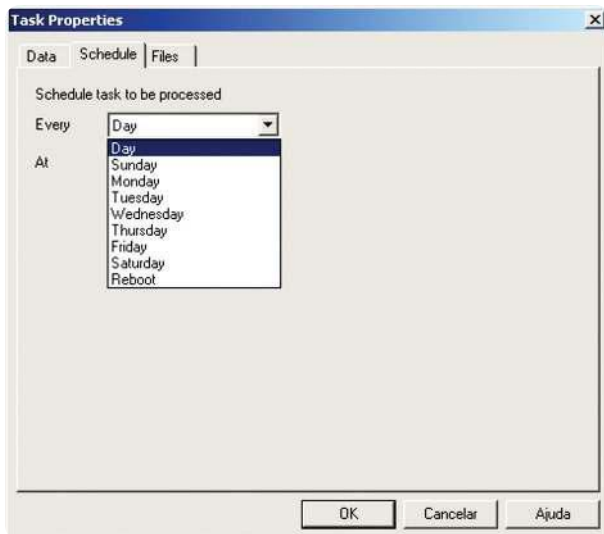 Task Properties
Data Schedule Files
Schedule task to be processed
Every Day
At
Day
Sunday
Monday
Tuesday
Wednesday
Thursday
Friday
Saturday
Reboot
OK Cancelar Ajuda